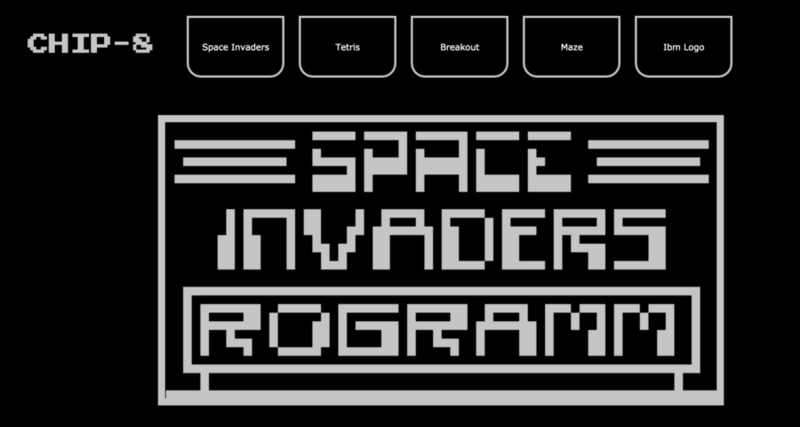 CHIP-8
Space Invaders
Tetris
Breakout
Maze
Ibm Logo
SPACE
INVADERS
ROGRAMM